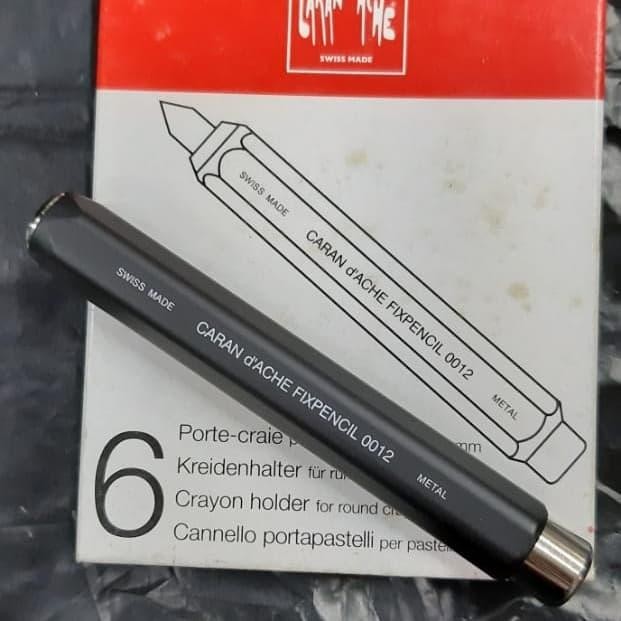 CARAN D'ACHE
SWISS MADE
SWISS MADE
CARAN d'ACHE FIXPENCIL 0012
METAL
SWISS MADE
CARAN d'ACHE FIXPENCIL 0012
METAL
6
Porte-craie mm
Kreidenhalter für
Crayon holder for round
Cannello portapastelli per